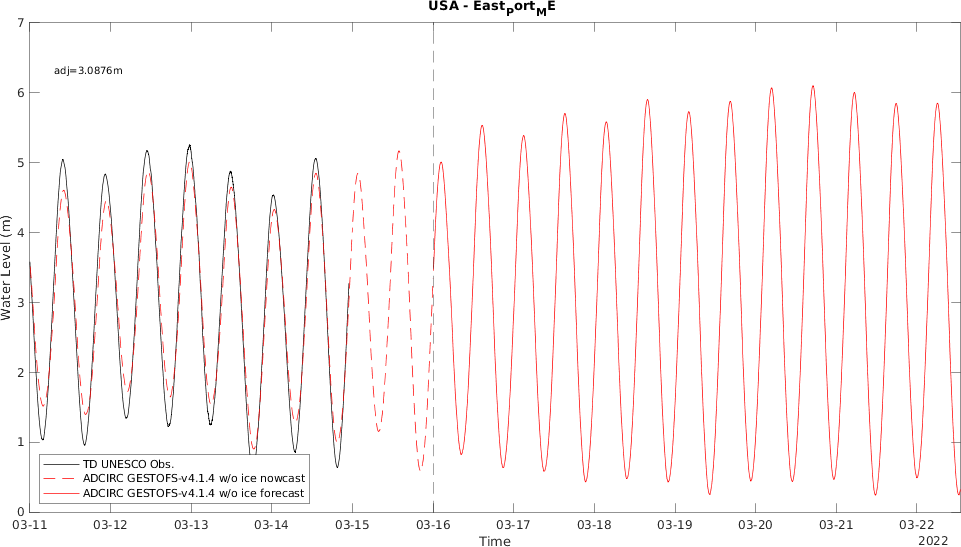 USA - EastPortME
7
adj=3.0876m
6
5
4
3
2
1
0
Water Level (m)
TD UNESCO Obs.
ADCIRC GESTOFS-v4.1.4 w/o ice nowcast
ADCIRC GESTOFS-v4.1.4 w/o ice forecast
03-11 03-12 03-13 03-14 03-15 03-16 03-17 03-18 03-19 03-20 03-21 03-22
Time
2022